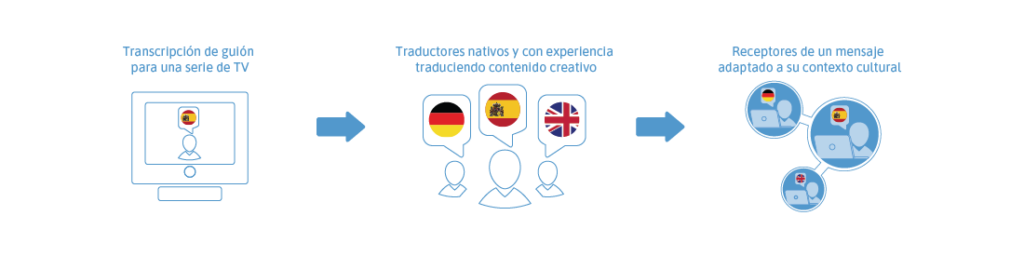 Transcripción de guión
para una serie de TV
Traductores nativos y con experiencia
traduciendo contenido creativo
Receptores de un mensaje
adaptado a su contexto cultural